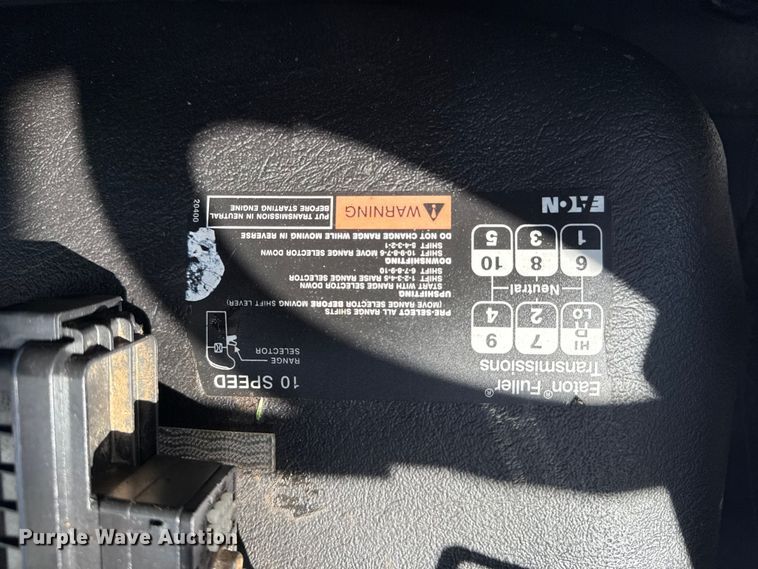 Eaton® Fuller®
Transmissions
10 SPEED
HI R LO
7 2
9 4
Neutral
6 1
8 3
10 5
RANGE
SELECTOR
PRE-SELECT ALL RANGE SHIFTS
(MOVE RANGE SELECTOR BEFORE MOVING SHIFT LEVER)
UPSHIFTING
START WITH RANGE SELECTOR DOWN
SHIFT 1-2-3-4-5 RAISE RANGE SELECTOR
SHIFT 6-7-8-9-10
DOWNSHIFTING
SHIFT 10-9-8-7-6 MOVE RANGE SELECTOR DOWN
SHIFT 5-4-3-2-1
DO NOT CHANGE RANGE WHILE MOVING IN REVERSE
EATON
WARNING
PUT TRANSMISSION IN NEUTRAL
BEFORE STARTING ENGINE
20400
Purple Wave Auction